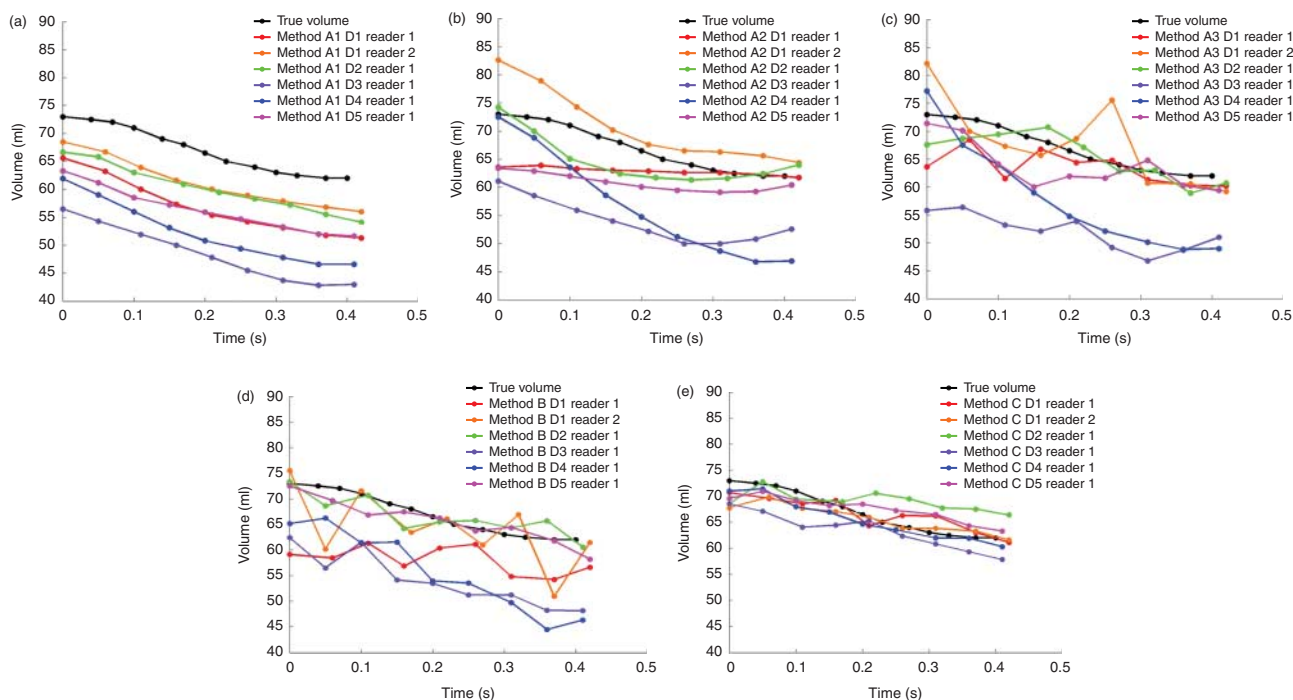 (a)
True volume
Method A1 D1 reader 1
Method A1 D1 reader 2
Method A1 D2 reader 1
Method A1 D3 reader 1
Method A1 D4 reader 1
Method A1 D5 reader 1
Volume (ml)
90
85
80
75
70
65
60
55
50
45
40
0
0.1
0.2
0.3
0.4
0.5
Time (s)
(b)
True volume
Method A2 D1 reader 1
Method A2 D1 reader 2
Method A2 D2 reader 1
Method A2 D3 reader 1
Method A2 D4 reader 1
Method A2 D5 reader 1
Volume (ml)
90
85
80
75
70
65
60
55
50
45
40
0
0.1
0.2
0.3
0.4
0.5
Time (s)
(c)
True volume
Method A3 D1 reader 1
Method A3 D1 reader 2
Method A3 D2 reader 1
Method A3 D3 reader 1
Method A3 D4 reader 1
Method A3 D5 reader 1
Volume (ml)
90
85
80
75
70
65
60
55
50
45
40
0
0.1
0.2
0.3
0.4
0.5
Time (s)
(d)
True volume
Method B D1 reader 1
Method B D1 reader 2
Method B D2 reader 1
Method B D3 reader 1
Method B D4 reader 1
Method B D5 reader 1
Volume (ml)
90
85
80
75
70
65
60
55
50
45
40
0
0.1
0.2
0.3
0.4
0.5
Time (s)
(e)
True volume
Method C D1 reader 1
Method C D1 reader 2
Method C D2 reader 1
Method C D3 reader 1
Method C D4 reader 1
Method C D5 reader 1
Volume (ml)
90
85
80
75
70
65
60
55
50
45
40
0
0.1
0.2
0.3
0.4
0.5
Time (s)